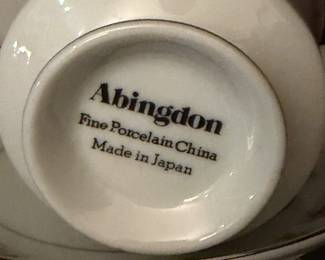 Abingdon
Fine Porcelain China
Made in Japan